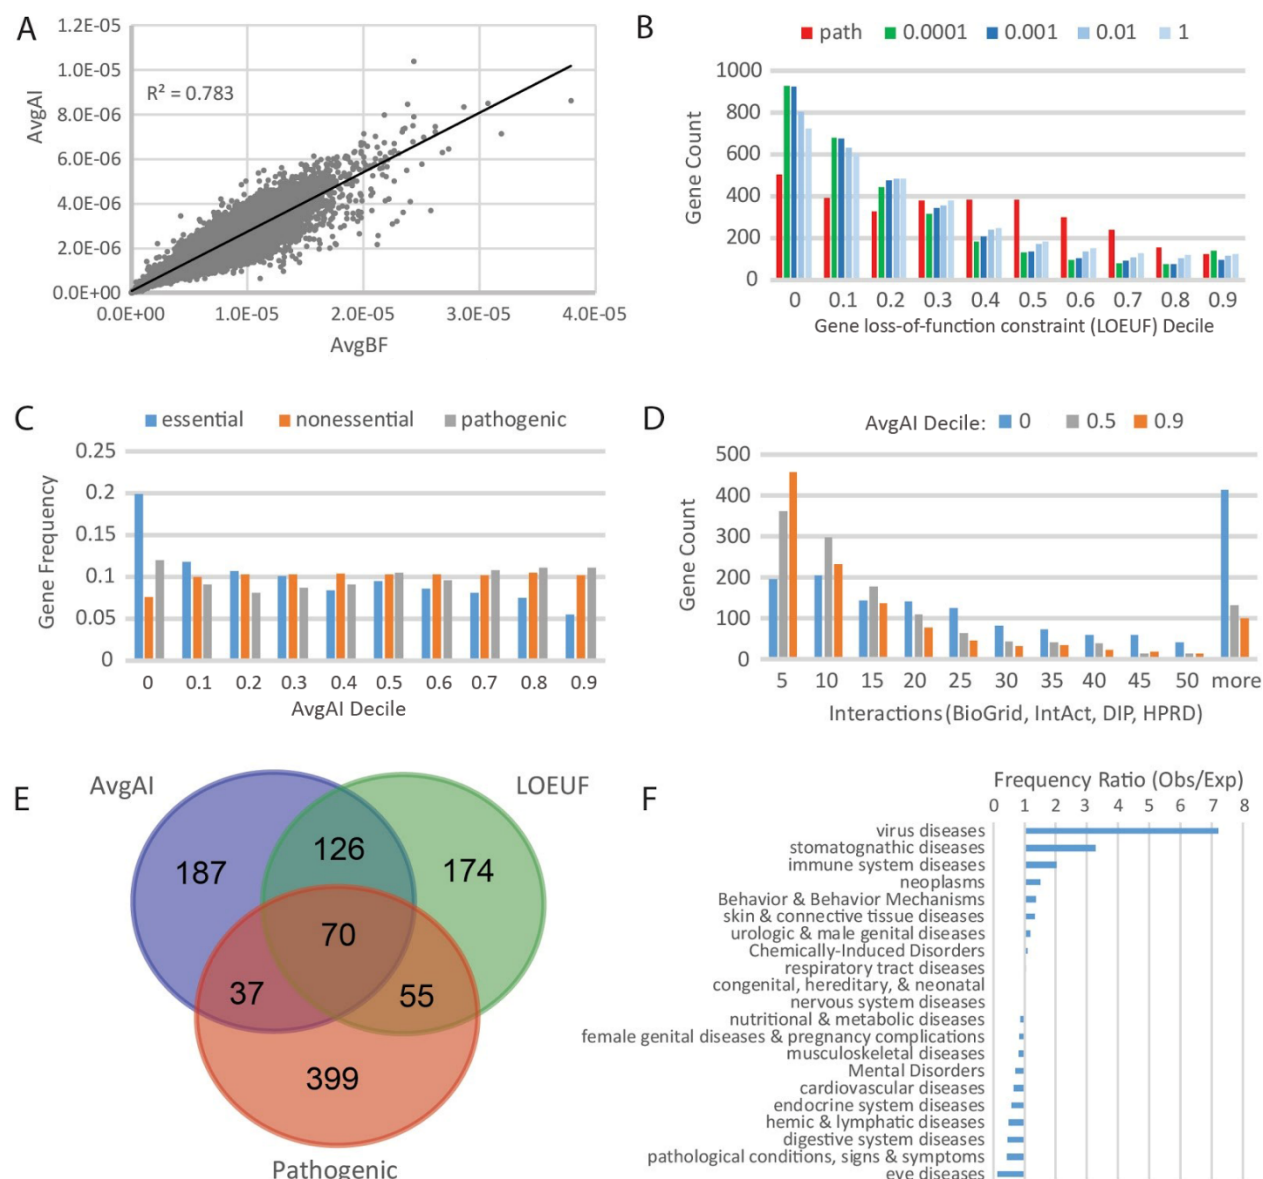 A
1.2E-05
1.0E-05
8.0E-06
6.0E-06
4.0E-06
2.0E-06
0.0E+00
AvgAI
R² = 0.783
0.0E+00 1.0E-05 2.0E-05 3.0E-05 4.0E-05
AvgBF
B
path 0.0001 0.001 0.01 1
1000
800
600
400
200
0
Gene Count
0 0.1 0.2 0.3 0.4 0.5 0.6 0.7 0.8 0.9
Gene loss-of-function constraint (LOEUF) Decile
C
essential nonessential pathogenic
0.25
0.2
0.15
0.1
0.05
0
Gene Frequency
0 0.1 0.2 0.3 0.4 0.5 0.6 0.7 0.8 0.9
AvgAI Decile
D
AvgAI Decile: 0 0.5 0.9
500
400
300
200
100
0
Gene Count
5 10 15 20 25 30 35 40 45 50 more
Interactions (BioGrid, IntAct, DIP, HPRD)
E
AvgAI
LOEUF
187
126
174
70
37
55
399
Pathogenic
F
Frequency Ratio (Obs/Exp)
0 1 2 3 4 5 6 7 8
virus diseases
stomatognathic diseases
immune system diseases
neoplasms
Behavior & Behavior Mechanisms
skin & connective tissue diseases
urologic & male genital diseases
Chemically-Induced Disorders
respiratory tract diseases
congenital, hereditary, & neonatal
nervous system diseases
nutritional & metabolic diseases
female genital diseases & pregnancy complications
musculoskeletal diseases
Mental Disorders
cardiovascular diseases
endocrine system diseases
hemic & lymphatic diseases
digestive system diseases
pathological conditions, signs & symptoms
eye diseases